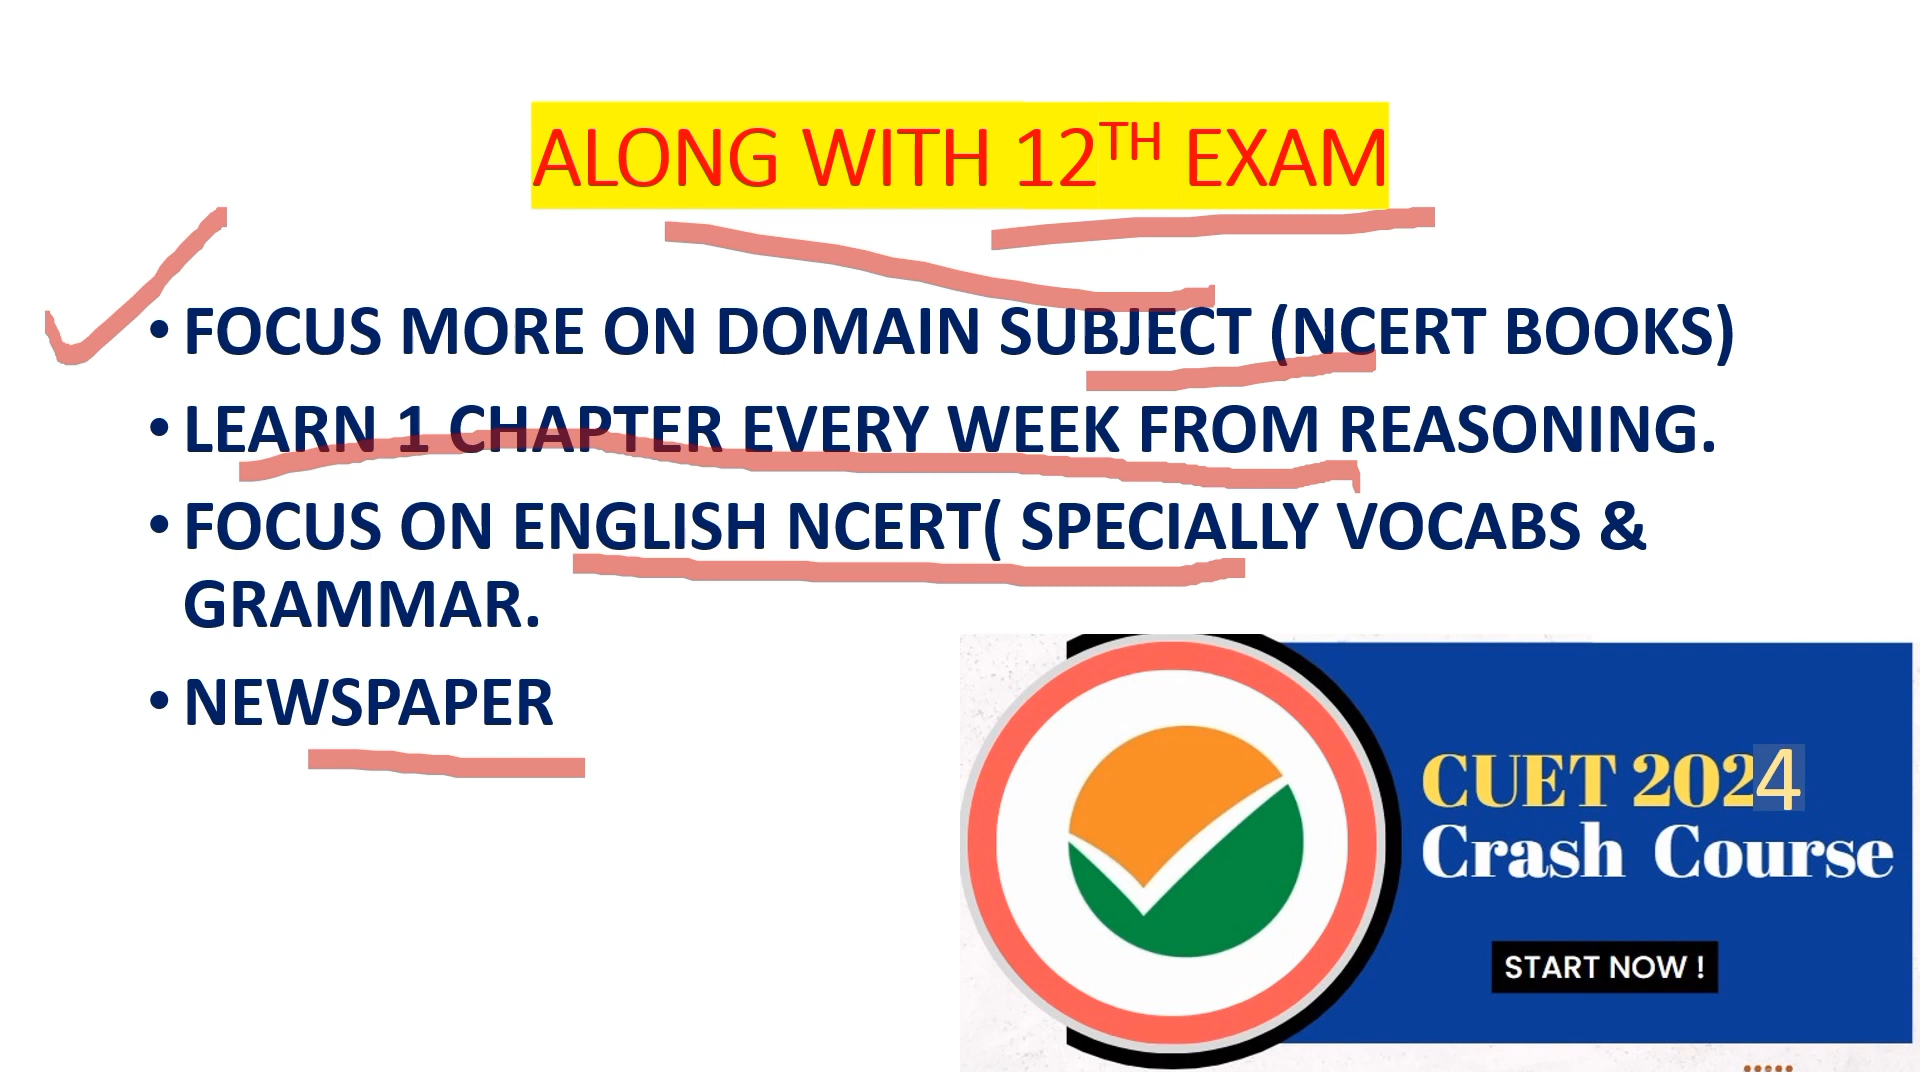 ALONG WITH 12TH EXAM
• FOCUS MORE ON DOMAIN SUBJECT (NCERT BOOKS)
• LEARN 1 CHAPTER EVERY WEEK FROM REASONING.
• FOCUS ON ENGLISH NCERT( SPECIALLY VOCABS &
GRAMMAR.
• NEWSPAPER
CUET 2024
Crash Course
START NOW !